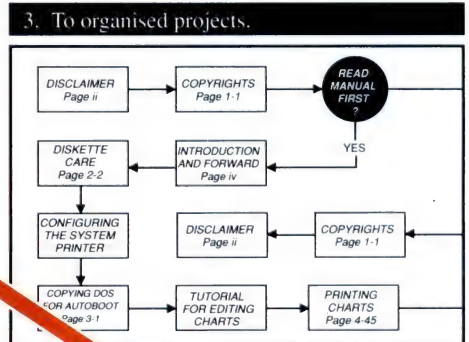 3. To organised projects.
DISCLAIMER
Page ii
COPYRIGHTS
Page 1-1
READ
MANUAL
FIRST
?
YES
DISKETTE
CARE
Page 2-2
INTRODUCTION
AND FORWARD
Page iv
CONFIGURING
THE SYSTEM
PRINTER
DISCLAIMER
Page ii
COPYRIGHTS
Page 1-1
COPYING DOS
FOR AUTOBOOT
Page 3-1
TUTORIAL
FOR EDITING
CHARTS
PRINTING
CHARTS
Page 4-45